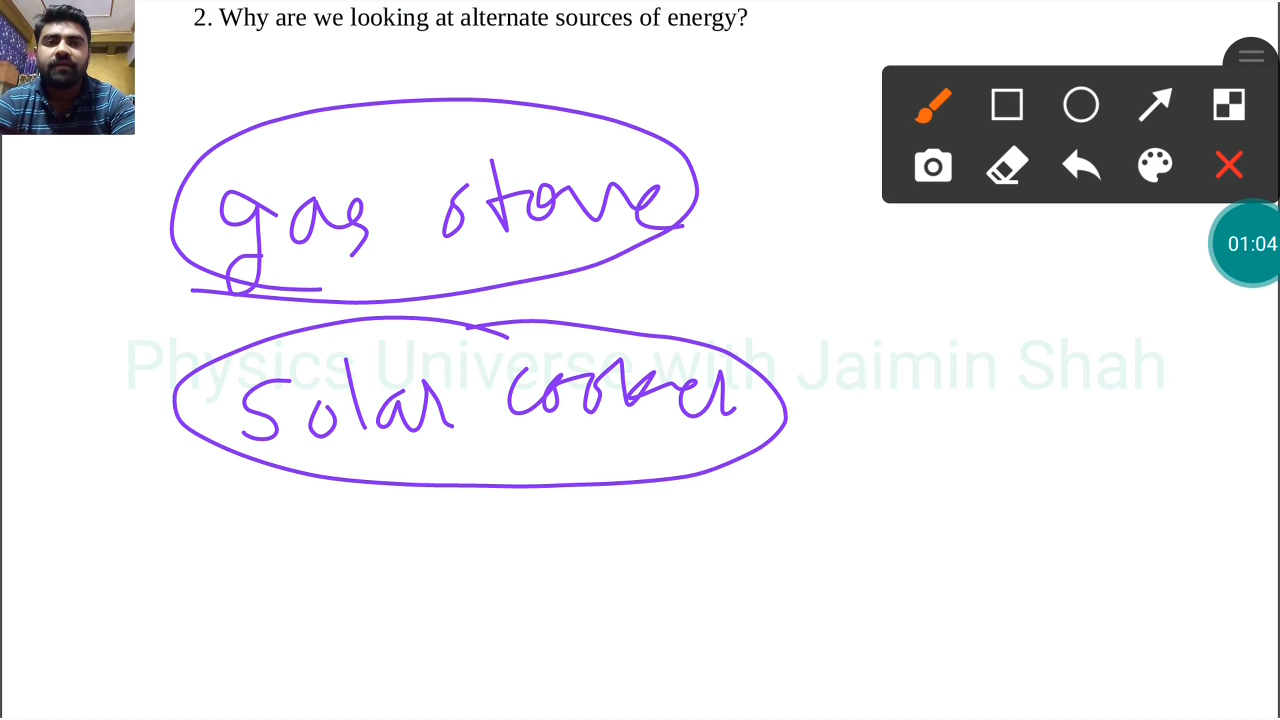 2. Why are we looking at alternate sources of energy?
gas stove
01:04
Physics Universe with Jaimin Shah
Solar cooker